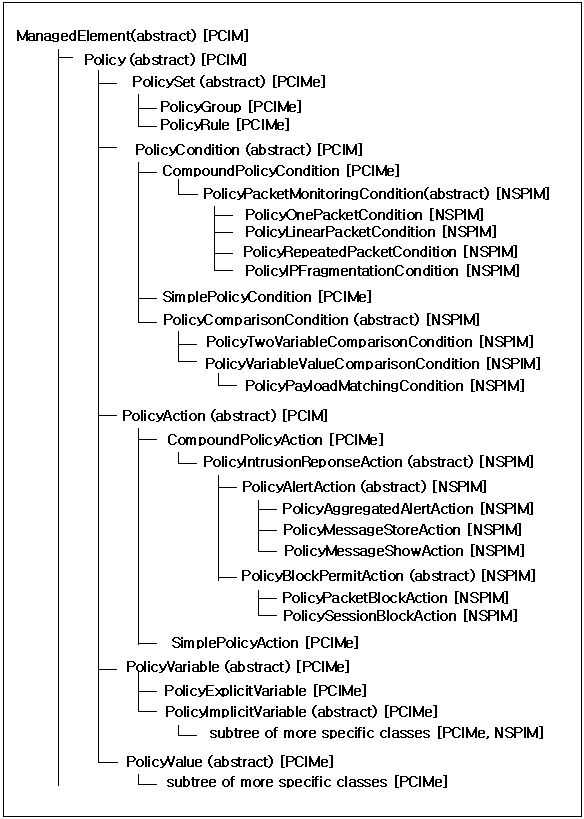 ManagedElement(abstract) [PCIM]
Policy (abstract) [PCIM]
PolicySet (abstract) [PCIMe]
PolicyGroup [PCIMe]
PolicyRule [PCIMe]
PolicyCondition (abstract) [PCIM]
CompoundPolicyCondition [PCIMe]
PolicyPacketMonitoringCondition(abstract) [NSPIM]
PolicyOnePacketCondition [NSPIM]
PolicyLinearPacketCondition [NSPIM]
PolicyRepeatedPacketCondition [NSPIM]
PolicyIPFragmentationCondition [NSPIM]
SimplePolicyCondition [PCIMe]
PolicyComparisonCondition (abstract) [NSPIM]
PolicyTwoVariableComparisonCondition [NSPIM]
PolicyVariableValueComparisonCondition [NSPIM]
PolicyPayloadMatchingCondition [NSPIM]
PolicyAction (abstract) [PCIM]
CompoundPolicyAction [PCIMe]
PolicyIntrusionReponseAction (abstract) [NSPIM]
PolicyAlertAction (abstract) [NSPIM]
PolicyAggregatedAlertAction [NSPIM]
PolicyMessageStoreAction [NSPIM]
PolicyMessageShowAction [NSPIM]
PolicyBlockPermitAction (abstract) [NSPIM]
PolicyPacketBlockAction [NSPIM]
PolicySessionBlockAction [NSPIM]
SimplePolicyAction [PCIMe]
PolicyVariable (abstract) [PCIMe]
PolicyExplicitVariable [PCIMe]
PolicyImplicitVariable (abstract) [PCIMe]
subtree of more specific classes [PCIMe, NSPIM]
PolicyValue (abstract) [PCIMe]
subtree of more specific classes [PCIMe]